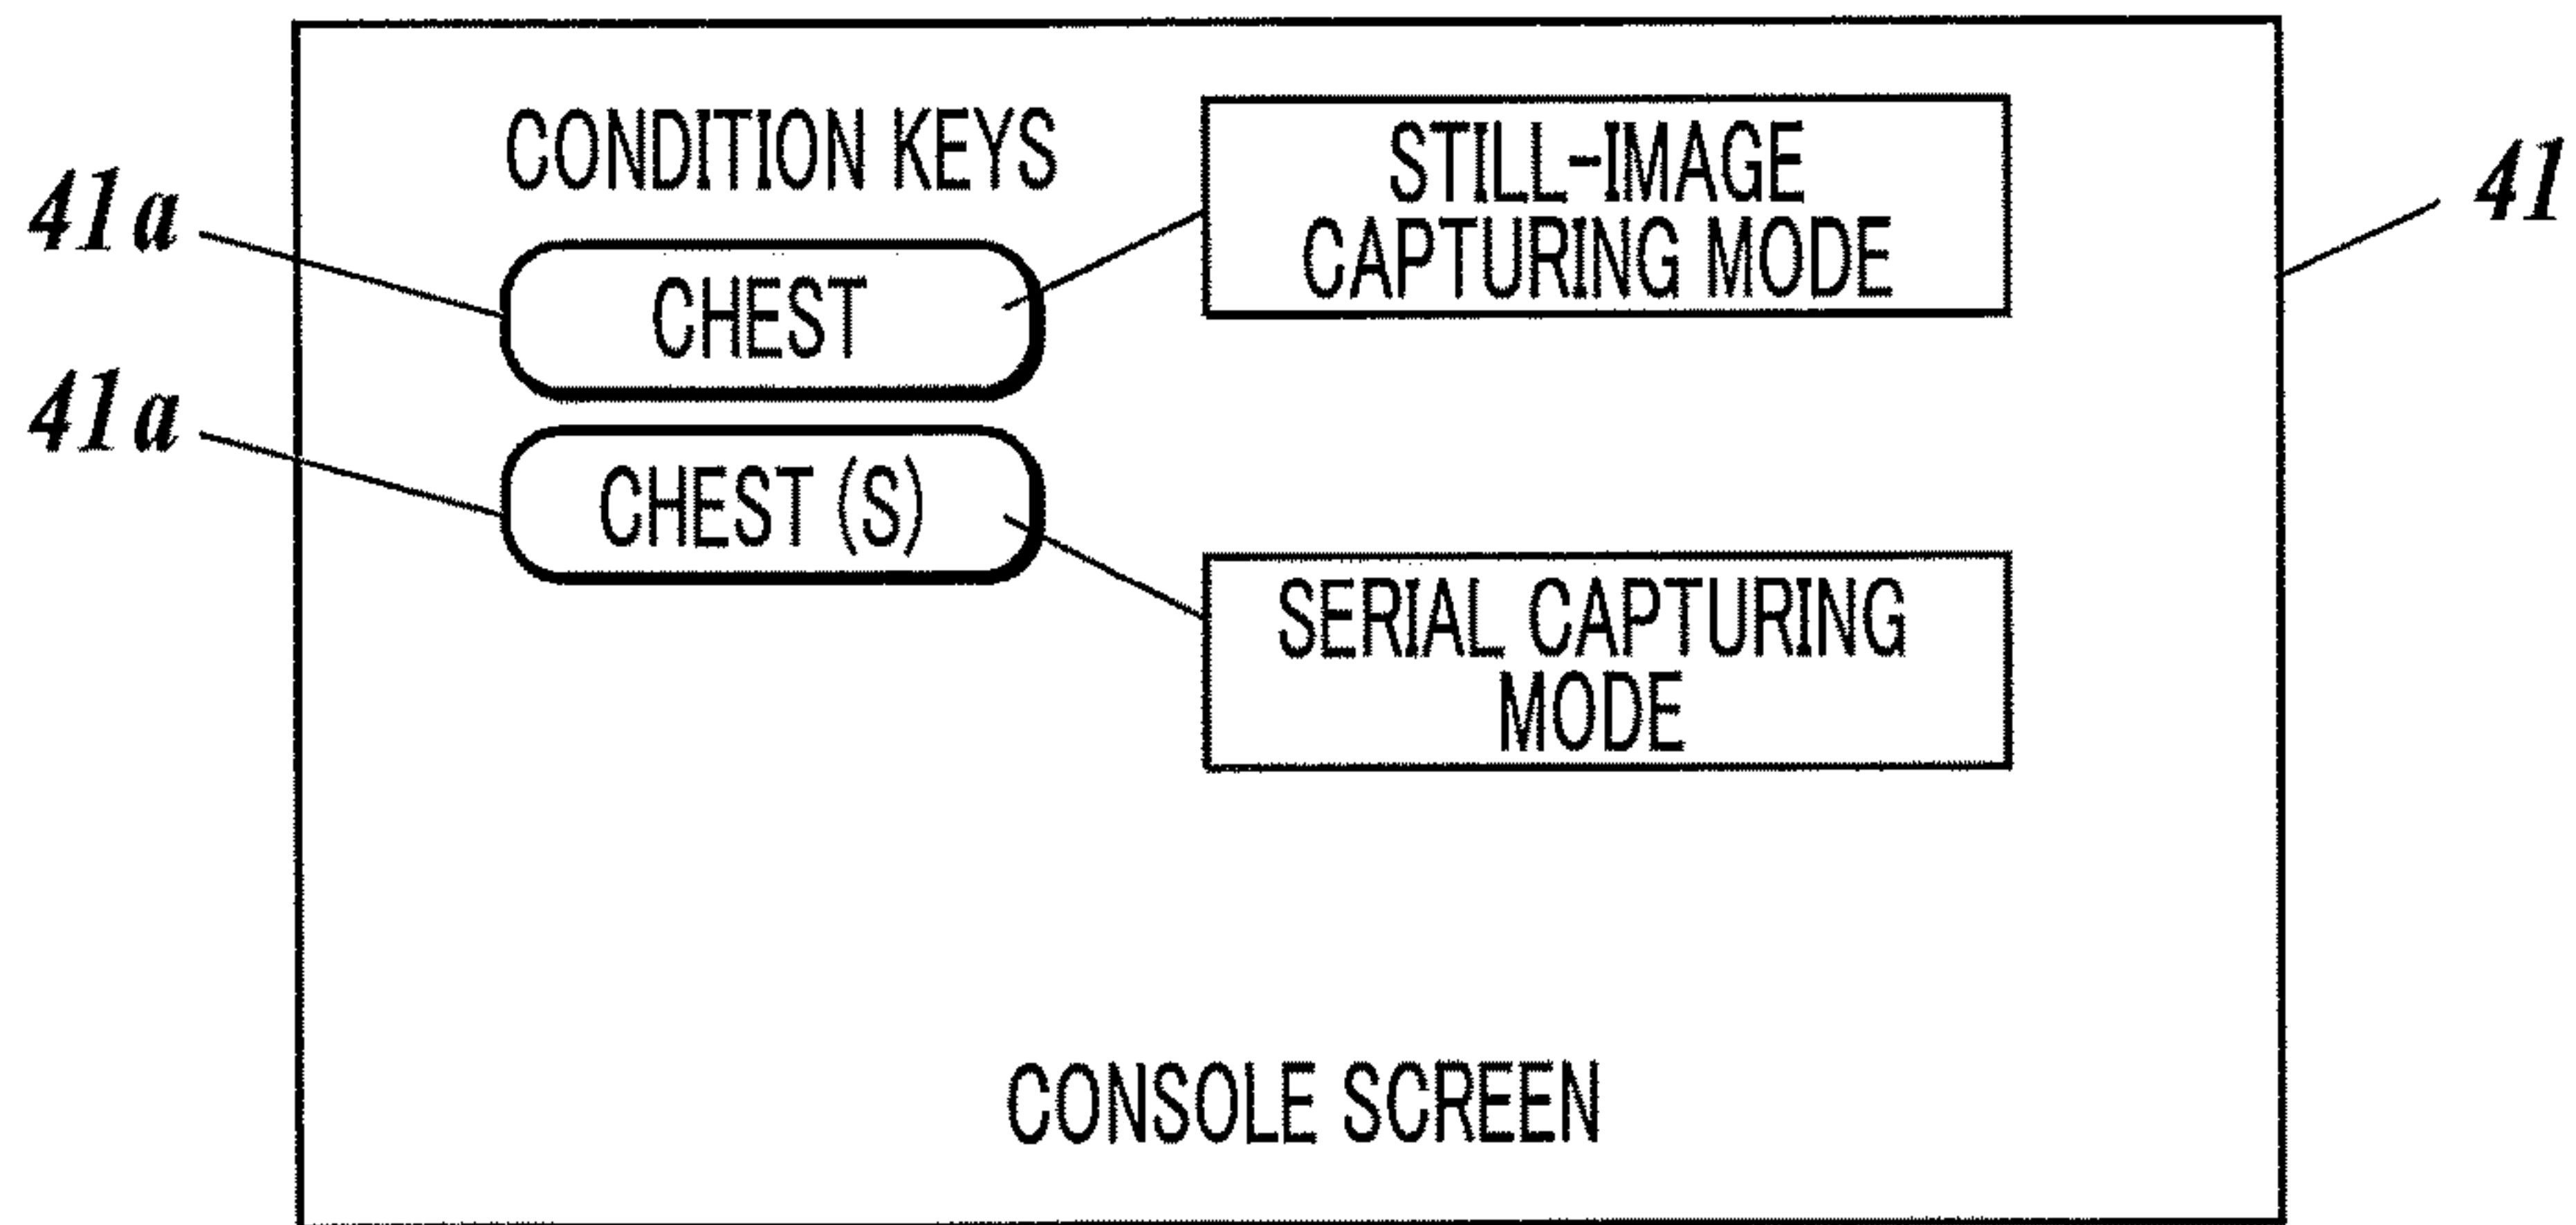 CONDITION KEYS
STILL-IMAGE
CAPTURING MODE
41
41a
CHEST
41a
CHEST (S)
SERIAL CAPTURING
MODE
CONSOLE SCREEN